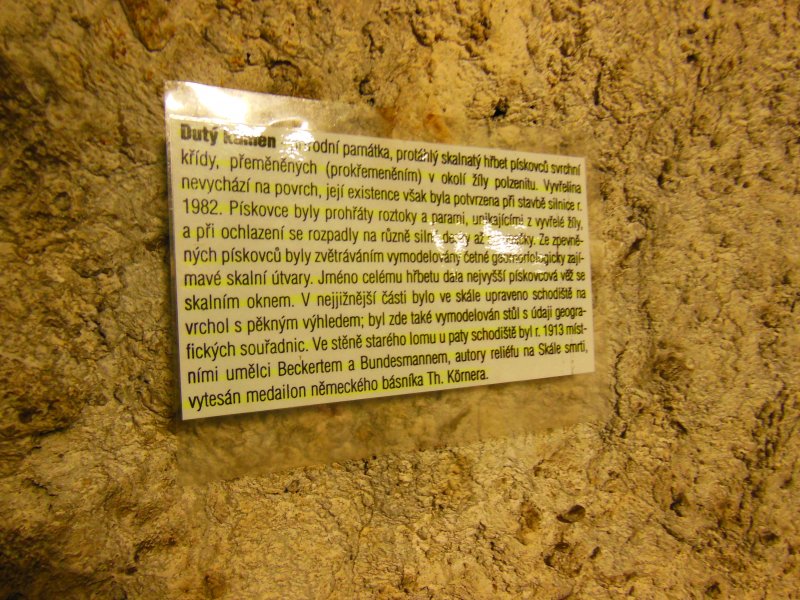 Dutý kámen přírodní památka, protáhlý skalnatý hřbet pískovců svrchní
křídy, přeměněných (prokřemeněním) v okolí žíly polzenitu. Vyvřelina
nevychází na povrch, její existence však byla potvrzena při stavbě silnice r.
1982. Pískovce byly prohřáty roztoky a parami, unikajícími z vyvřelé žíly,
a při ochlazení se rozpadly na různě silné desky až Ze zpevně-
ných pískovců byly zvětráváním vymodelovány četné geomorfologicky zají-
mavé skalní útvary. Jméno celému hřbetu dala nejvyšší pískovcová věž se
skalním oknem. V nejjižnější části bylo ve skále upraveno schodiště na
vrchol s pěkným výhledem; byl zde také vymodelován stůl s údaji geogra-
fických souřadnic. Ve stěně starého lomu u paty schodiště byl r. 1913 míst-
ními umělci Beckertem a Bundesmannem, autory reliéfu na Skále smrti,
vytesán medailon německého básníka Th. Körnera.